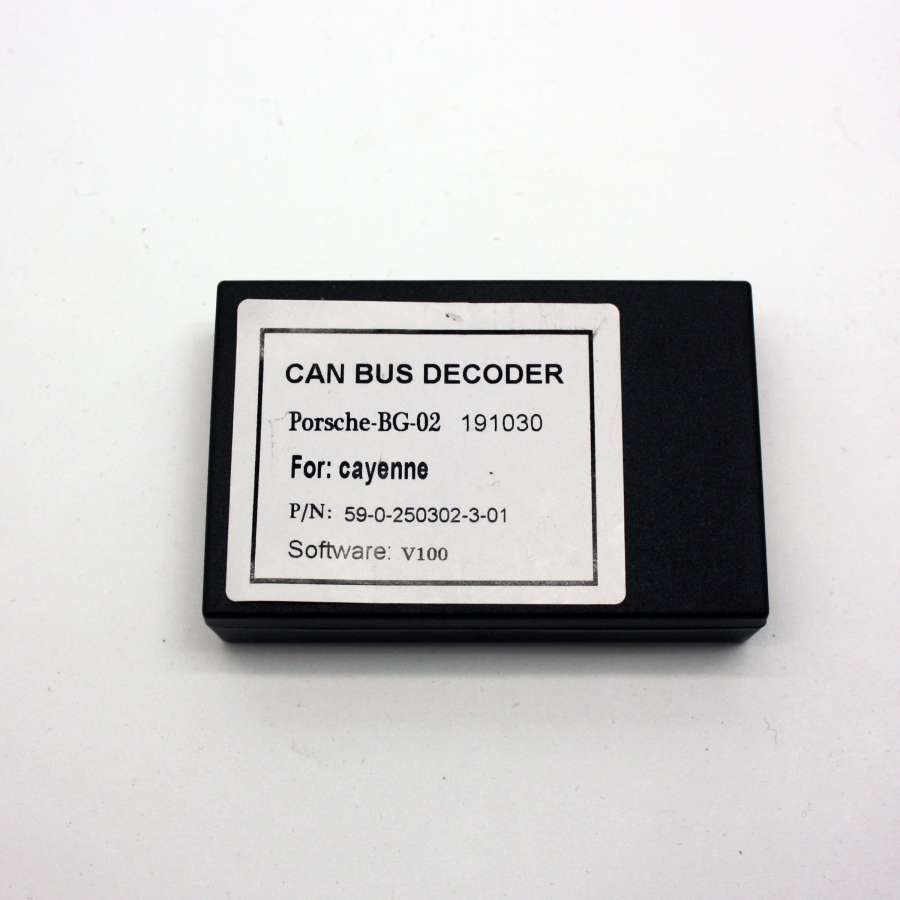 CAN BUS DECODER
Porsche-BG-02 191030
For: cayenne
P/N: 59-0-250302-3-01
Software: V100